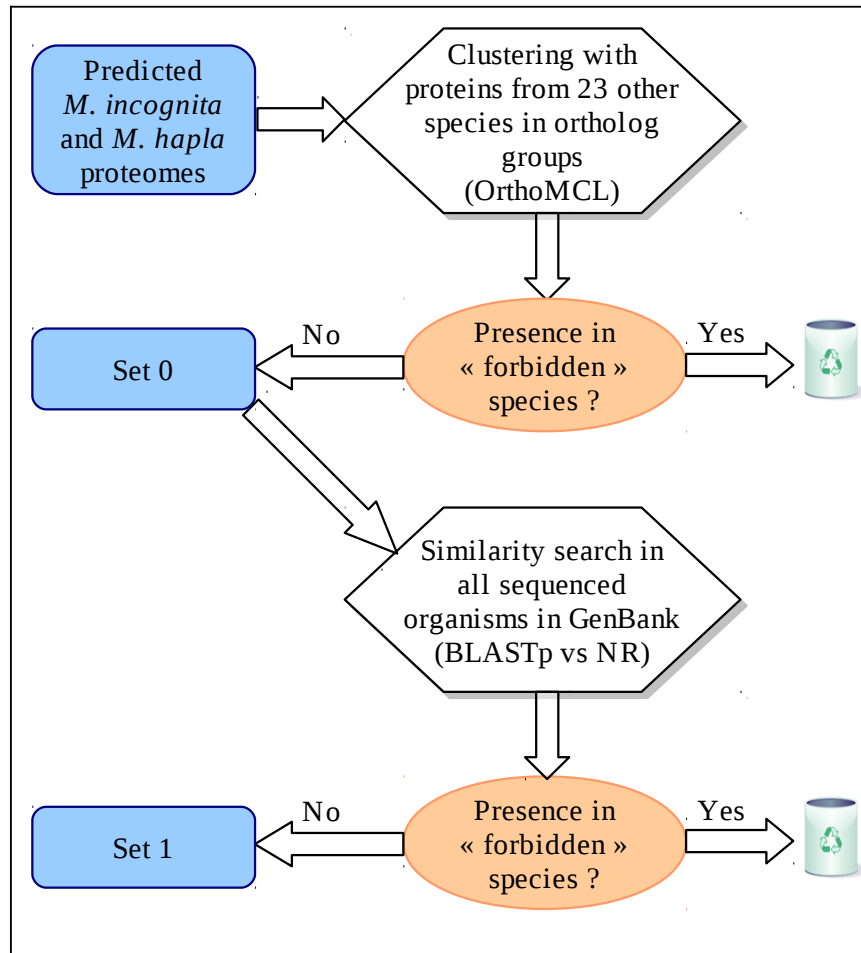 Predicted
M. incognita
and M. hapla
proteomes
Clustering with
proteins from 23 other
species in ortholog
groups
(OrthoMCL)
Set 0
No
Presence in
« forbidden »
species ?
Yes
Similarity search in
all sequenced
organisms in GenBank
(BLASTp vs NR)
Set 1
No
Presence in
« forbidden »
species ?
Yes